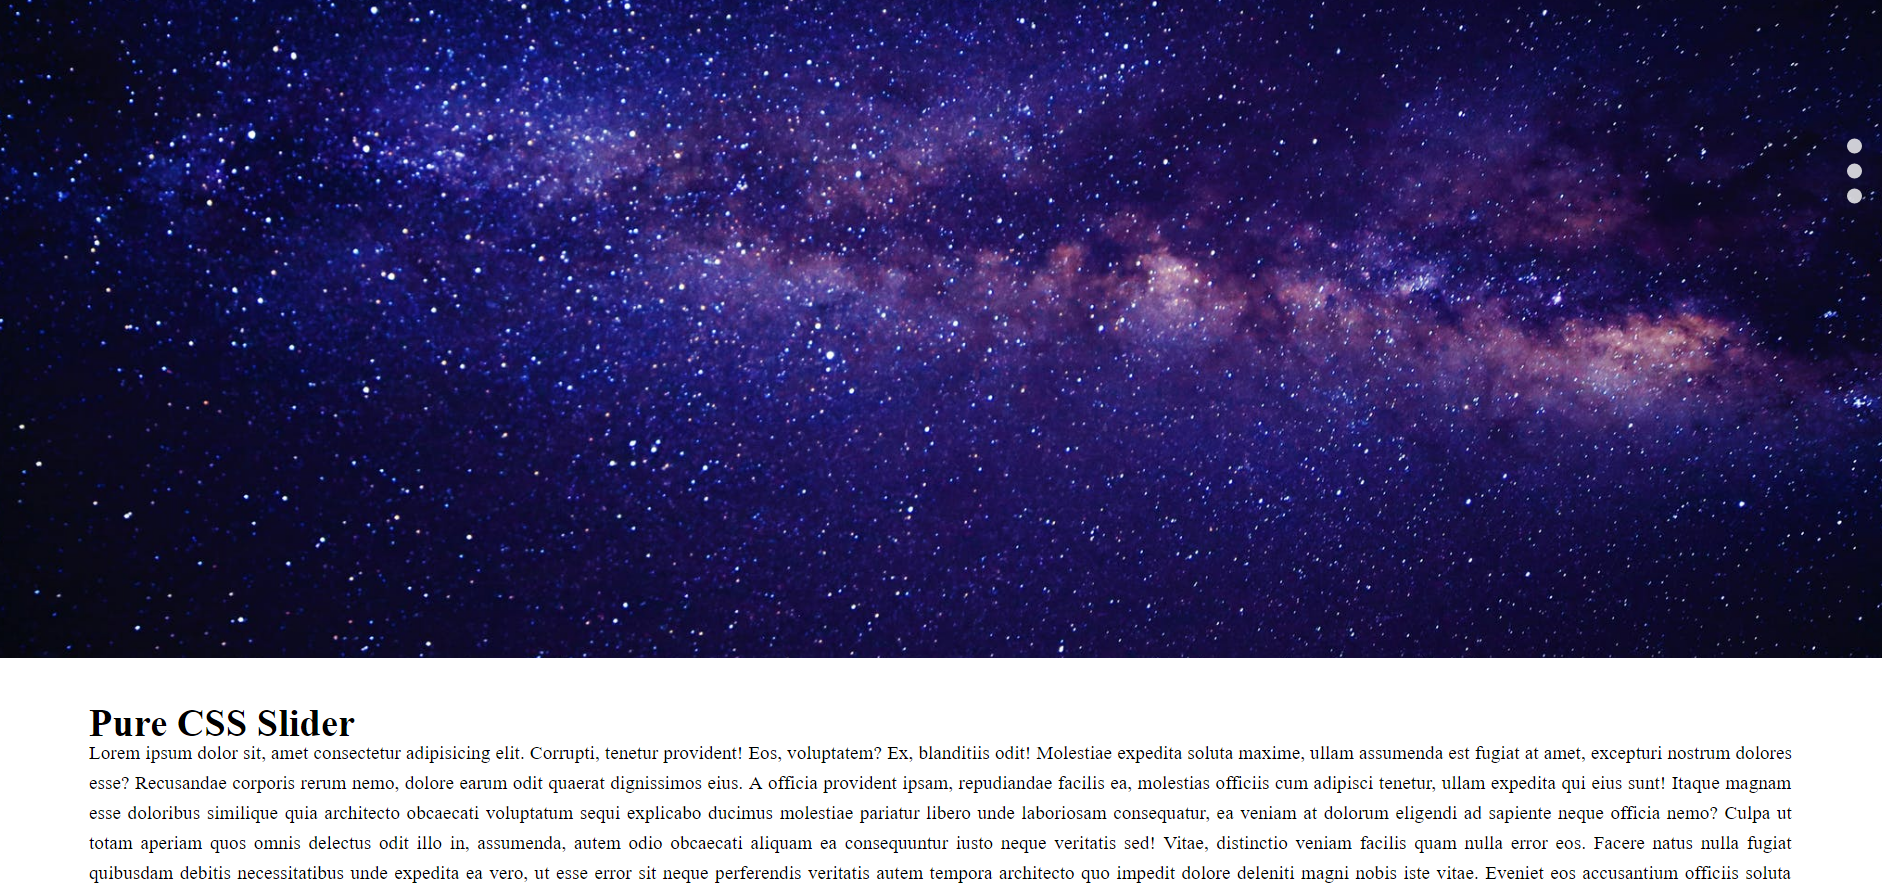 Pure CSS Slider
Lorem ipsum dolor sit, amet consectetur adipisicing elit. Corrupti, tenetur provident! Eos, voluptatem? Ex, blanditiis odit! Molestiae expedita soluta maxime, ullam assumenda est fugiat at amet, excepturi nostrum dolores
esse? Recusandae corporis rerum nemo, dolore earum odit quaerat dignissimos eius. A officia provident ipsam, repudiandae facilis ea, molestias officiis cum adipisci tenetur, ullam expedita qui eius sunt! Itaque magnam
esse doloribus similique quia architecto obcaecati voluptatum sequi explicabo ducimus molestiae pariatur libero unde laboriosam consequatur, ea veniam at dolorum eligendi ad sapiente neque officia nemo? Culpa ut
totam aperiam quos omnis delectus odit illo in, assumenda, autem odio obcaecati aliquam ea consequuntur iusto neque veritatis sed! Vitae, distinctio veniam facilis quam nulla error eos. Facere natus nulla fugiat
quibusdam debitis necessitatibus unde expedita ea vero, ut esse error sit neque perferendis veritatis autem tempora architecto quo impedit dolore deleniti magni nobis iste vitae. Eveniet eos accusantium officiis soluta